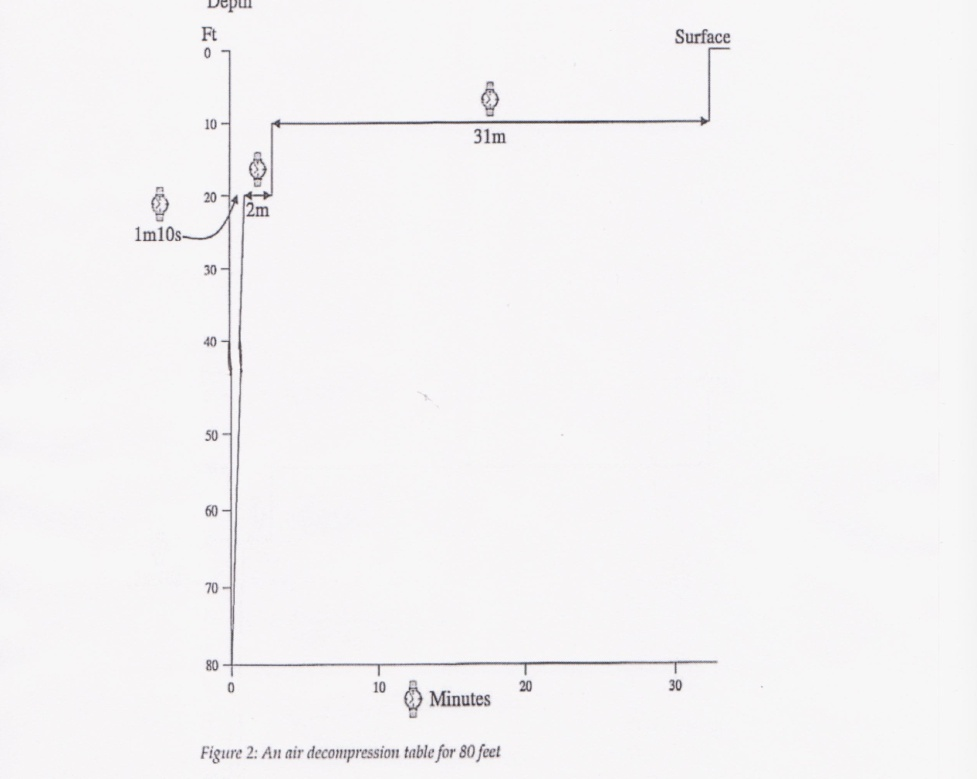 Depth
Ft
Surface
0
10
31m
20
2m
1m10s
30
40
50
60
70
80
0
10
20
30
Minutes
Figure 2: An air decompression table for 80 feet